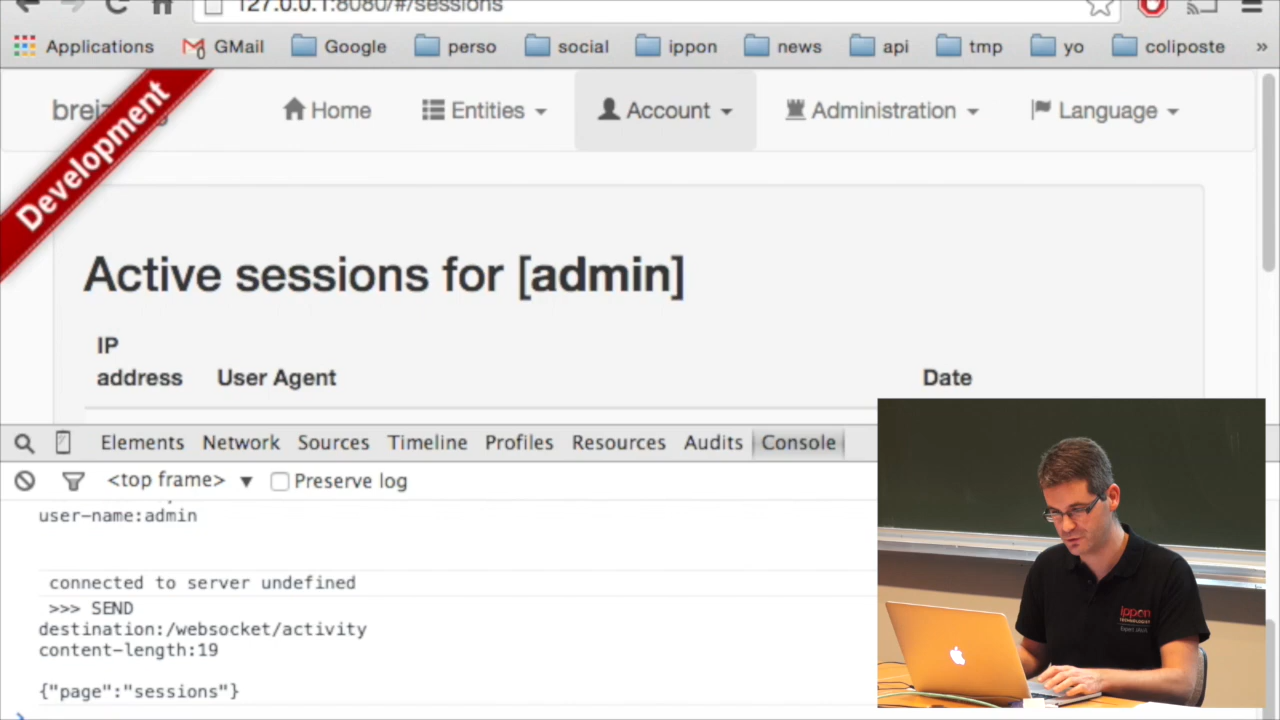 127.0.0.1:8080/#/sessions
Applications GMail Google perso social ippon news api tmp yo coliposte »
Development
Home Entities Account Administration Language
Active sessions for [admin]
IP
address User Agent Date
Elements Network Sources Timeline Profiles Resources Audits Console
<top frame> ▼ Preserve log
user-name:admin
connected to server undefined
>>> SEND
destination:/websocket/activity
content-length:19
{"page":"sessions"}
ippon
TECHNOLOGIES